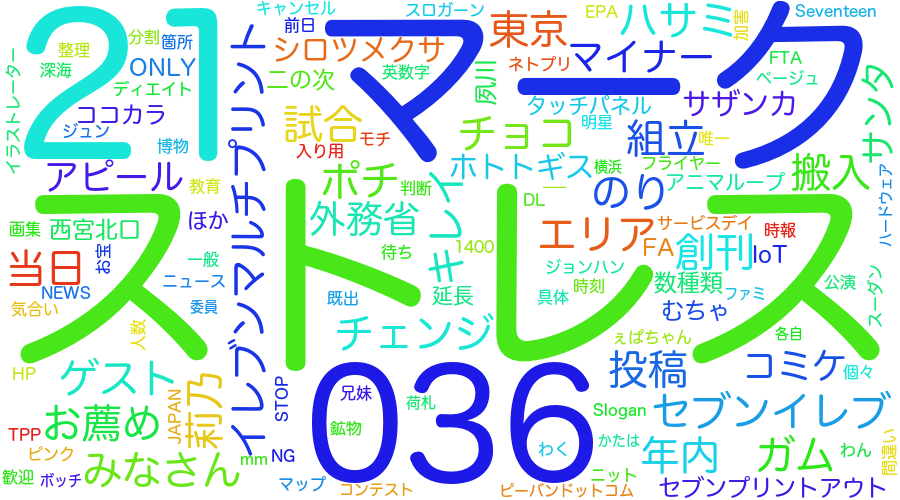 キャンセル
スロガーン
EPA
Seventeen
前日
整理
分割
箇所
東京
ハサミ
加害
21
マーク
イラストレーター
深海
ONLY
シロツメクサ
英数字
ネトプリ
マイナー
FTA
ベージュ
ディエイト
二の次
夙川
ココカラ
ジュン
タッチパネル
サザンカ
サンタ
試合
チョコ
明星
組立
唯一
博物
入り用
モチ
ホトトギス
横浜
フライヤー
アピール
教育
ポチ
判断
DL
のり
アニマループ
搬入
ハードウェア
ストレス
イレブンマルチプリント
ほか
外務省
キレイ
画集
西宮北口
お宝
待ち
1400
エリア
サービスデイ
時報
FA
創刊
IoT
当日
一般
ニュース
ジョンハン
NEWS
気合い
委員
既出
延長
具体
時刻
数種類
ファミ
公演
スーダン
むちゃ
人数
チェンジ
ぇぱちゃん
各自
HP
ゲスト
莉乃
STOP
036
兄妹
荷札
投稿
コミケ
個々
JAPAN
お薦め
TPP
ピンク
鉱物
Slogan
セブンイレブ
わく
かたは
年内
ガム
わん
間違い
歓迎
ボッチ
みなさん
mm
NG
マップ
コンテスト
ニット
ピーバンドットコム
セブンプリントアウト